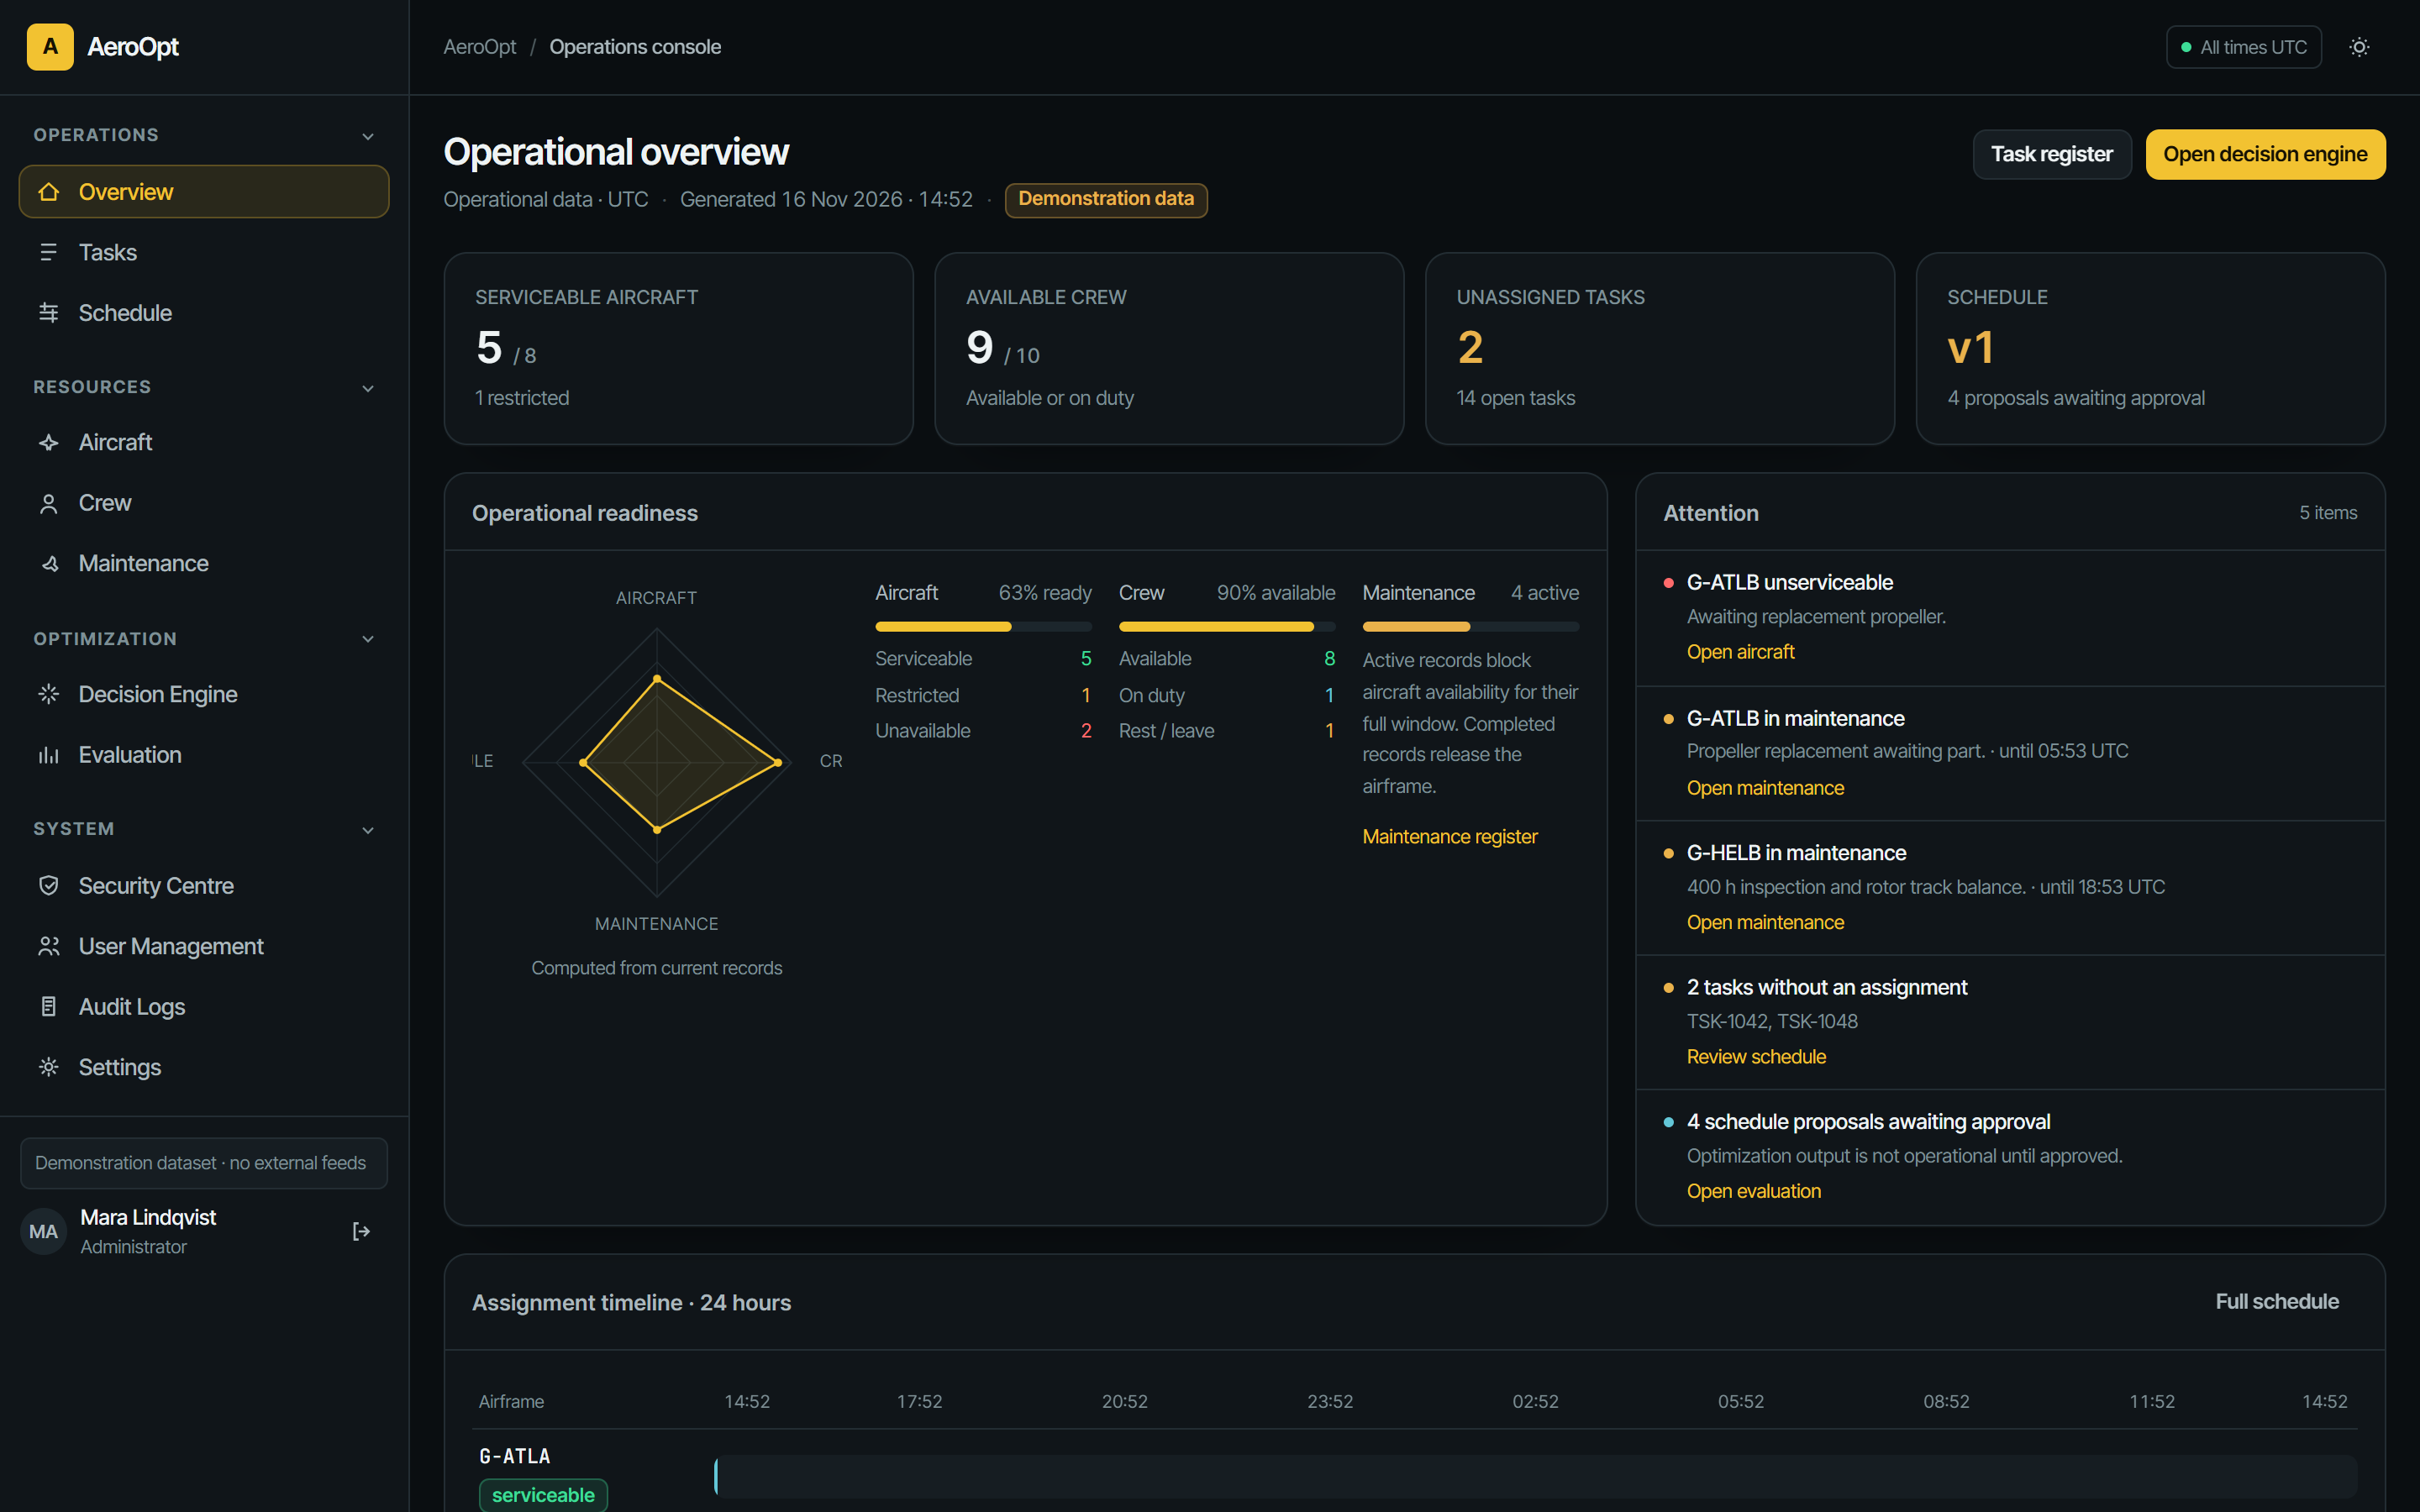 A AeroOpt
OPERATIONS
Overview
Tasks
Schedule
RESOURCES
Aircraft
Crew
Maintenance
OPTIMIZATION
Decision Engine
Evaluation
SYSTEM
Security Centre
User Management
Audit Logs
Settings
Demonstration dataset · no external feeds
MA
Mara Lindqvist
Administrator
AeroOpt / Operations console
All times UTC
Operational overview
Operational data · UTC · Generated 16 Nov 2026 · 14:52 · Demonstration data
Task register
Open decision engine
SERVICEABLE AIRCRAFT
5 / 8
1 restricted
AVAILABLE CREW
9 / 10
Available or on duty
UNASSIGNED TASKS
2
14 open tasks
SCHEDULE
v1
4 proposals awaiting approval
Operational readiness
AIRCRAFT
LE
CR
MAINTENANCE
Computed from current records
Aircraft 63% ready
Serviceable 5
Restricted 1
Unavailable 2
Crew 90% available
Available 8
On duty 1
Rest / leave 1
Maintenance 4 active
Active records block
aircraft availability for their
full window. Completed
records release the
airframe.
Maintenance register
Attention 5 items
G-ATLB unserviceable
Awaiting replacement propeller.
Open aircraft
G-ATLB in maintenance
Propeller replacement awaiting part. · until 05:53 UTC
Open maintenance
G-HELB in maintenance
400 h inspection and rotor track balance. · until 18:53 UTC
Open maintenance
2 tasks without an assignment
TSK-1042, TSK-1048
Review schedule
4 schedule proposals awaiting approval
Optimization output is not operational until approved.
Open evaluation
Assignment timeline · 24 hours
Full schedule
Airframe 14:52 17:52 20:52 23:52 02:52 05:52 08:52 11:52 14:52
G-ATLA
serviceable